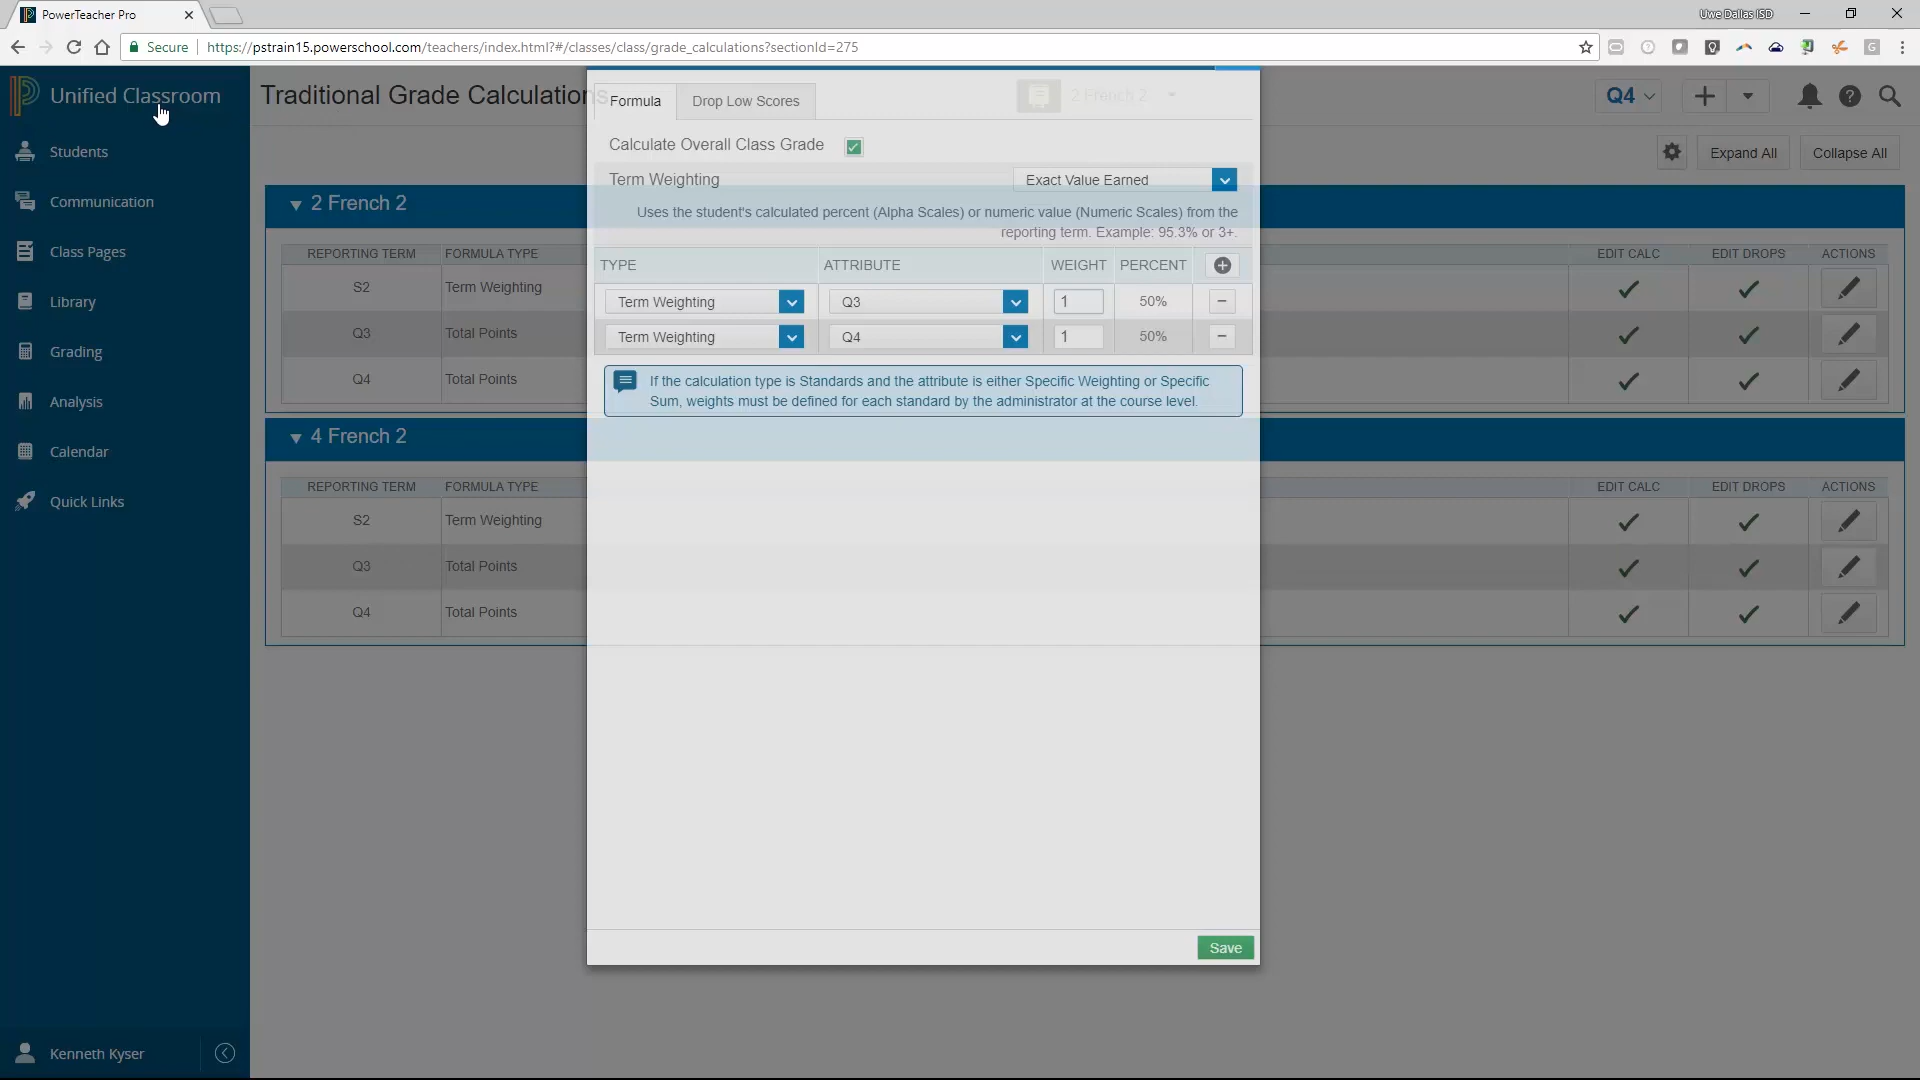 PowerTeacher Pro
Uwe Dallas ISD
Secure
https://pstrain15.powerschool.com/teachers/index.html?#/classes/class/grade_calculations?sectionId=275
Unified Classroom
Students
Communication
Class Pages
Library
Grading
Analysis
Calendar
Quick Links
Kenneth Kyser
Traditional Grade Calculations
2 French 2
Q4
Expand All
Collapse All
Formula
Drop Low Scores
Calculate Overall Class Grade
Term Weighting
Exact Value Earned
Uses the student's calculated percent (Alpha Scales) or numeric value (Numeric Scales) from the
reporting term. Example: 95.3% or 3+.
TYPE ATTRIBUTE WEIGHT PERCENT
Term Weighting Q3 1 50%
Term Weighting Q4 1 50%
If the calculation type is Standards and the attribute is either Specific Weighting or Specific
Sum, weights must be defined for each standard by the administrator at the course level.
Save
2 French 2
REPORTING TERM FORMULA TYPE EDIT CALC EDIT DROPS ACTIONS
S2 Term Weighting
Q3 Total Points
Q4 Total Points
4 French 2
REPORTING TERM FORMULA TYPE EDIT CALC EDIT DROPS ACTIONS
S2 Term Weighting
Q3 Total Points
Q4 Total Points